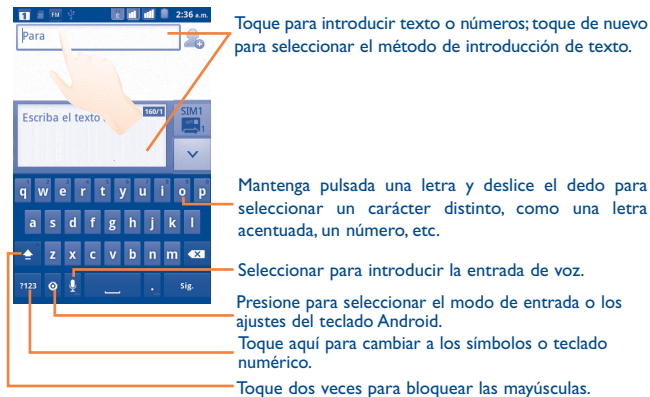 1 FM 2:36 a.m.
Toque para introducir texto o números; toque de nuevo
para seleccionar el método de introducción de texto.
Para
Escriba el texto
160/1
SIM1
1
q w e r t y u i o p
a s d f g h j k l
z x c v b n m
?123 . Sig.
Mantenga pulsada una letra y deslice el dedo para
seleccionar un carácter distinto, como una letra
acentuada, un número, etc.
Seleccionar para introducir la entrada de voz.
Presione para seleccionar el modo de entrada o los
ajustes del teclado Android.
Toque aquí para cambiar a los símbolos o teclado
numérico.
Toque dos veces para bloquear las mayúsculas.